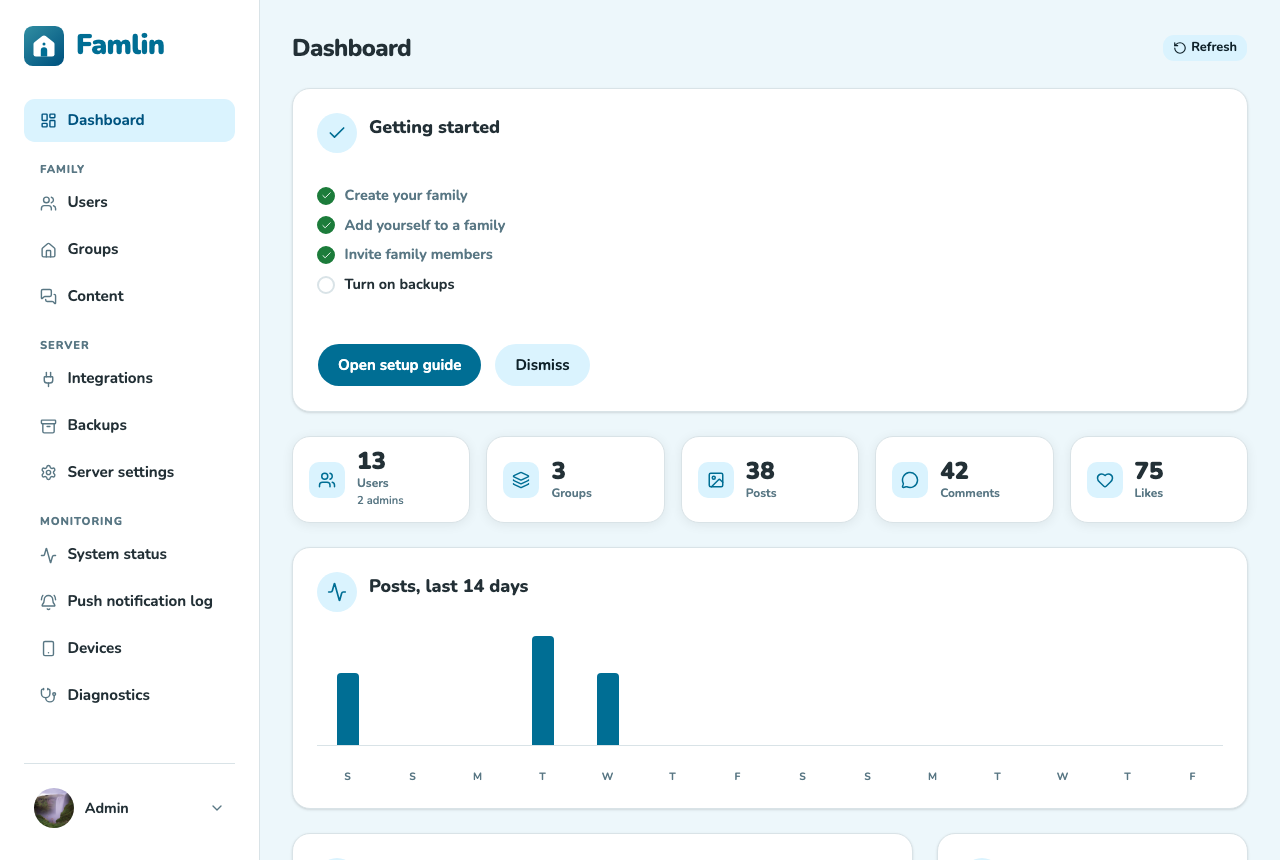 Famlin
Dashboard
FAMILY
Users
Groups
Content
SERVER
Integrations
Backups
Server settings
MONITORING
System status
Push notification log
Devices
Diagnostics
Admin
Dashboard
Refresh
Getting started
Create your family
Add yourself to a family
Invite family members
Turn on backups
Open setup guide
Dismiss
13
Users
2 admins
3
Groups
38
Posts
42
Comments
75
Likes
Posts, last 14 days
S S M T W T F S S M T W T F